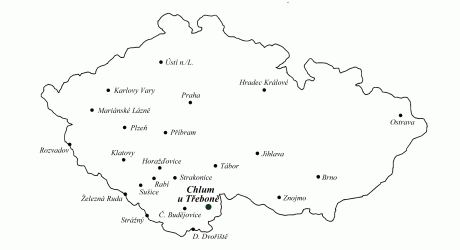 Ústí n./L.
Karlovy Vary
Hradec Králové
Praha
Mariánské Lázně
Ostrava
Plzeň
Příbram
Rozvadov
Klatovy
Jihlava
Horažďovice
Tábor
Rabí
Strakonice
Brno
Sušice
Chlum
u Třeboně
Železná Ruda
Znojmo
Strážný
Č. Budějovice
D. Dvořiště